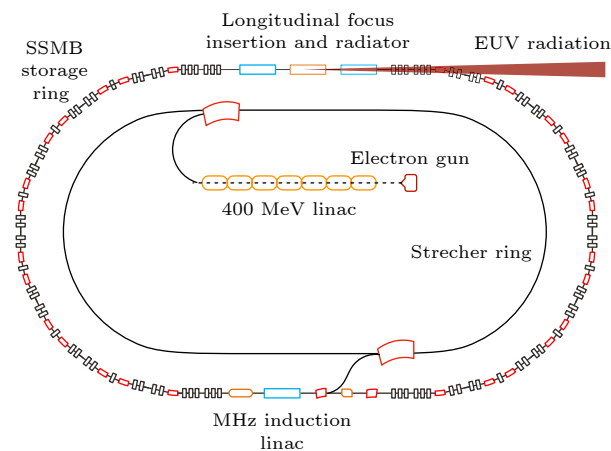 Longitudinal focus
insertion and radiator
EUV radiation
SSMB
storage
ring
Electron gun
400 MeV linac
Strecher ring
MHz induction
linac